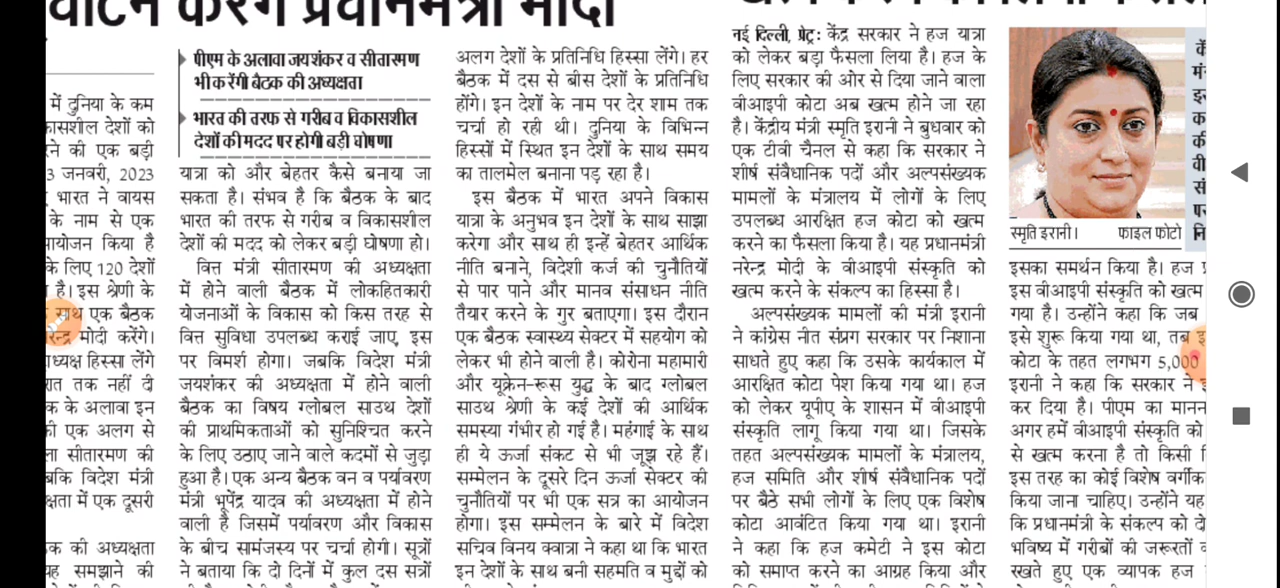 घाटन करेंगे प्रधानमंत्री मोदी
में दुनिया के कम
देशों को
की एक बड़ी
जनवरी, 2023
भारत ने वायस
के नाम से एक
किया है
के लिए 120 देशों
है। इस श्रेणी के
साथ एक बैठक
मोदी करेंगे।
हिस्सा लेंगे
तक नहीं दी
के अलावा इन
एक अलग से
सीतारमण की
विदेश मंत्री
में एक दूसरी
की अध्यक्षता
समझाने की
पीएम के अलावा जयशंकर व सीतारमण
भी करेंगी बैठक की अध्यक्षता
भारत की तरफ से गरीब व विकासशील
देशों की मदद पर होगी बड़ी घोषणा
यात्रा को और बेहतर कैसे बनाया जा
सकता है। संभव है कि बैठक के बाद
भारत की तरफ से गरीब व विकासशील
देशों की मदद को लेकर बड़ी घोषणा हो।
वित्त मंत्री सीतारमण की अध्यक्षता
में होने वाली बैठक में लोकहितकारी
योजनाओं के विकास को किस तरह से
वित्त सुविधा उपलब्ध कराई जाए, इस
पर विमर्श होगा। जबकि विदेश मंत्री
जयशंकर की अध्यक्षता में होने वाली
बैठक का विषय ग्लोबल साउथ देशों
की प्राथमिकताओं को सुनिश्चित करने
के लिए उठाए जाने वाले कदमों से जुड़ा
हुआ है। एक अन्य बैठक वन व पर्यावरण
मंत्री भूपेंद्र यादव की अध्यक्षता में होने
वाली है जिसमें पर्यावरण और विकास
के बीच सामंजस्य पर चर्चा होगी। सूत्रों
ने बताया कि दो दिनों में कुल दस सत्रों
अलग देशों के प्रतिनिधि हिस्सा लेंगे। हर
बैठक में दस से बीस देशों के प्रतिनिधि
होंगे। इन देशों के नाम पर देर शाम तक
चर्चा हो रही थी। दुनिया के विभिन्न
हिस्सों में स्थित इन देशों के साथ समय
का तालमेल बनाना पड़ रहा है।
इस बैठक में भारत अपने विकास
यात्रा के अनुभव इन देशों के साथ साझा
करेगा और साथ ही इन्हें बेहतर आर्थिक
नीति बनाने, विदेशी कर्ज की चुनौतियों
से पार पाने और मानव संसाधन नीति
तैयार करने के गुर बताएगा। इस दौरान
एक बैठक स्वास्थ्य सेक्टर में सहयोग को
लेकर भी होने वाली है। कोरोना महामारी
और यूक्रेन-रूस युद्ध के बाद ग्लोबल
साउथ श्रेणी के कई देशों की आर्थिक
समस्या गंभीर हो गई है। महंगाई के साथ
ही ये ऊर्जा संकट से भी जूझ रहे हैं।
सम्मेलन के दूसरे दिन ऊर्जा सेक्टर की
चुनौतियों पर भी एक सत्र का आयोजन
होगा। इस सम्मेलन के बारे में विदेश
सचिव विनय क्वात्रा ने कहा था कि भारत
इन देशों के साथ बनी सहमति व मुद्दों को
नई दिल्ली, प्रेट्र: केंद्र सरकार ने हज यात्रा
को लेकर बड़ा फैसला लिया है। हज के
लिए सरकार की ओर से दिया जाने वाला
वीआइपी कोटा अब खत्म होने जा रहा
है। केंद्रीय मंत्री स्मृति इरानी ने बुधवार को
एक टीवी चैनल से कहा कि सरकार ने
शीर्ष संवैधानिक पदों और अल्पसंख्यक
मामलों के मंत्रालय में लोगों के लिए
उपलब्ध आरक्षित हज कोटा को खत्म
करने का फैसला किया है। यह प्रधानमंत्री
नरेन्द्र मोदी के वीआइपी संस्कृति को
खत्म करने के संकल्प का हिस्सा है।
अल्पसंख्यक मामलों की मंत्री इरानी
ने कांग्रेस नीत संप्रग सरकार पर निशाना
साधते हुए कहा कि उसके कार्यकाल में
आरक्षित कोटा पेश किया गया था। हज
को लेकर यूपीए के शासन में वीआइपी
संस्कृति लागू किया गया था। जिसके
तहत अल्पसंख्यक मामलों के मंत्रालय,
हज समिति और शीर्ष संवैधानिक पदों
पर बैठे सभी लोगों के लिए एक विशेष
कोटा आवंटित किया गया था। इरानी
ने कहा कि हज कमेटी ने इस कोटा
को समाप्त करने का आग्रह किया और
स्मृति इरानी। फाइल फोटो
इसका समर्थन किया है। हज
इस वीआइपी संस्कृति को खत्म
गया है। उन्होंने कहा कि जब
इसे शुरू किया गया था, तब
कोटा के तहत लगभग 5,000
इरानी ने कहा कि सरकार ने
कर दिया है। पीएम का मानन
अगर हमें वीआइपी संस्कृति को
से खत्म करना है तो किसी
इस तरह का कोई विशेष वर्गीक
किया जाना चाहिए। उन्होंने यह
कि प्रधानमंत्री के संकल्प को दो
भविष्य में गरीबों की जरूरतों
रखते हुए एक व्यापक हज